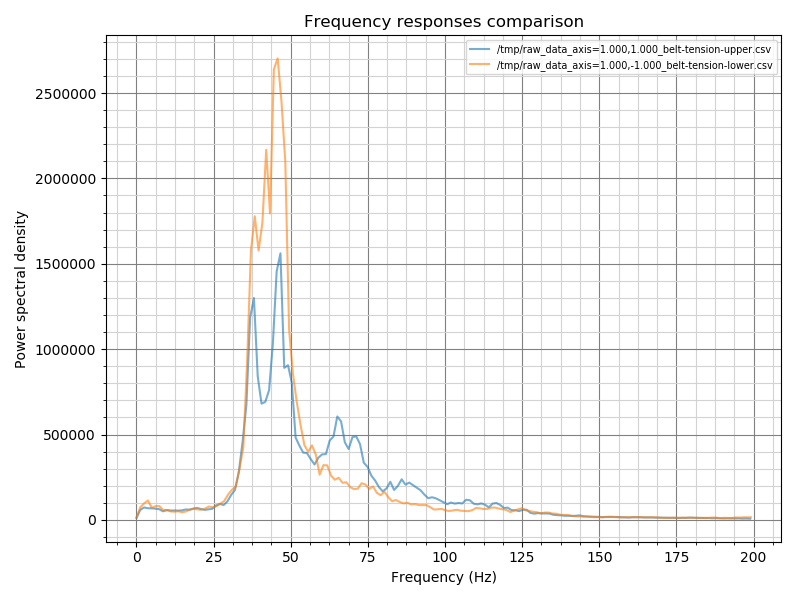 Frequency responses comparison
/tmp/raw_data_axis=1.000,1.000_belt-tension-upper.csv
/tmp/raw_data_axis=1.000,-1.000_belt-tension-lower.csv
Power spectral density
2500000
2000000
1500000
1000000
500000
0
0 25 50 75 100 125 150 175 200
Frequency (Hz)